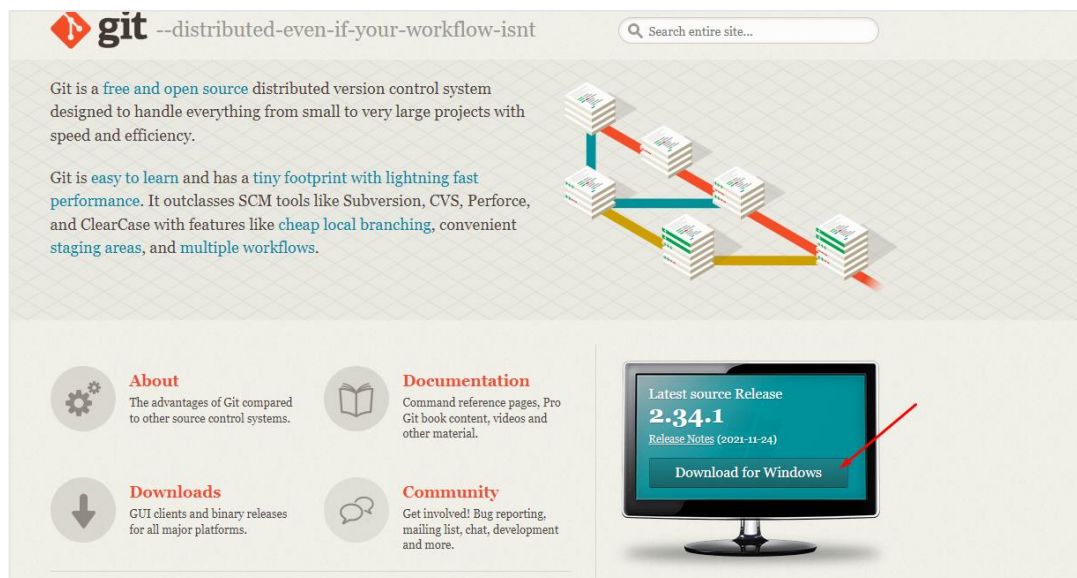 git --distributed-even-if-your-workflow-isnt
Search entire site...
Git is a free and open source distributed version control system
designed to handle everything from small to very large projects with
speed and efficiency.
Git is easy to learn and has a tiny footprint with lightning fast
performance. It outclasses SCM tools like Subversion, CVS, Perforce,
and ClearCase with features like cheap local branching, convenient
staging areas, and multiple workflows.
About
The advantages of Git compared
to other source control systems.
Documentation
Command reference pages, Pro
Git book content, videos and
other material.
Downloads
GUI clients and binary releases
for all major platforms.
Community
Get involved! Bug reporting,
mailing list, chat, development
and more.
Latest source Release
2.34.1
Release Notes (2021-11-24)
Download for Windows